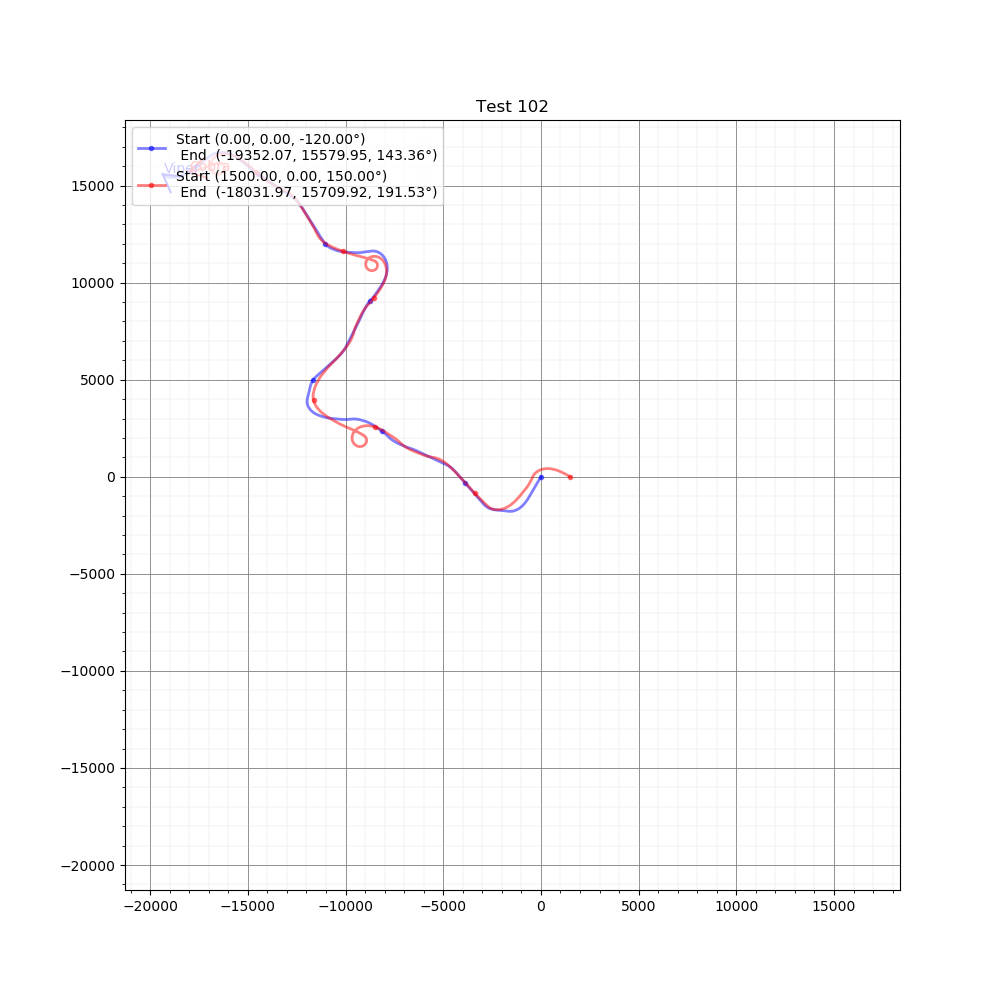 Test 102
Start (0.00, 0.00, -120.00°)
End (-19352.07, 15579.95, 143.36°)
Start (1500.00, 0.00, 150.00°)
End (-18031.97, 15709.92, 191.53°)
15000
10000
5000
0
−5000
−10000
−15000
−20000
−20000 −15000 −10000 −5000 0 5000 10000 15000